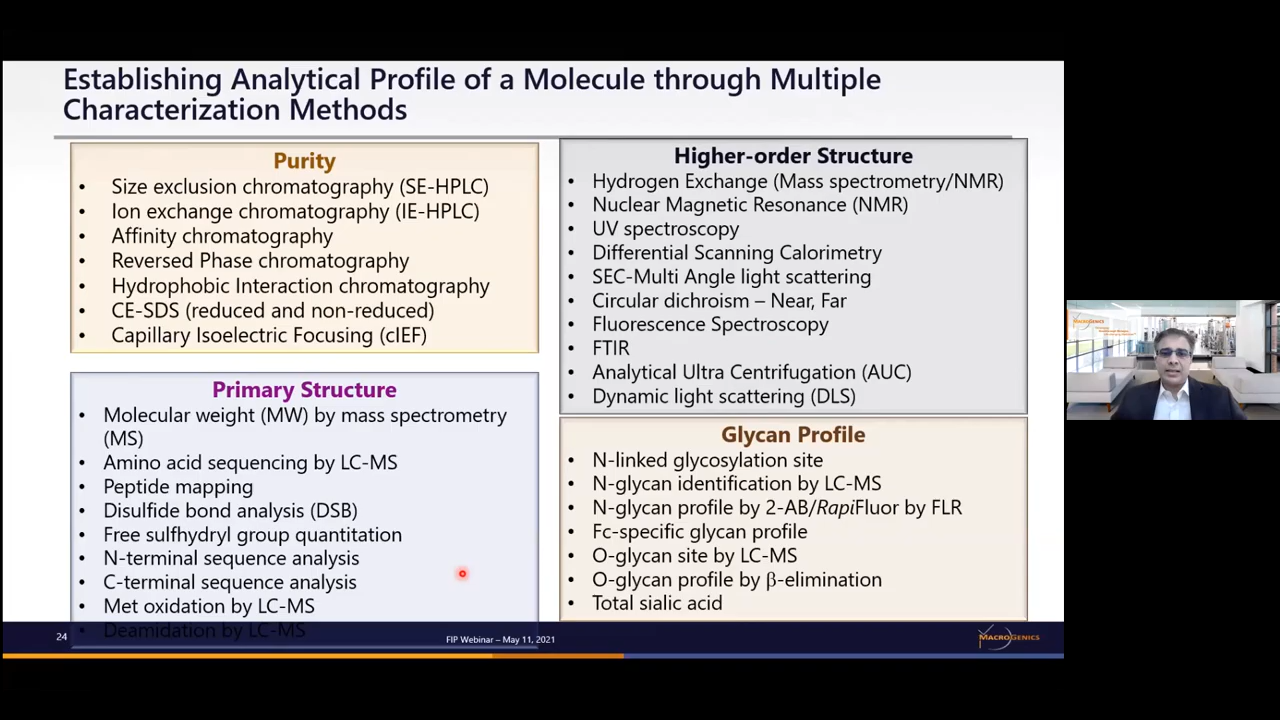 Establishing Analytical Profile of a Molecule through Multiple
Characterization Methods
Purity
• Size exclusion chromatography (SE-HPLC)
• Ion exchange chromatography (IE-HPLC)
• Affinity chromatography
• Reversed Phase chromatography
• Hydrophobic Interaction chromatography
• CE-SDS (reduced and non-reduced)
• Capillary Isoelectric Focusing (cIEF)
Primary Structure
• Molecular weight (MW) by mass spectrometry
(MS)
• Amino acid sequencing by LC-MS
• Peptide mapping
• Disulfide bond analysis (DSB)
• Free sulfhydryl group quantitation
• N-terminal sequence analysis
• C-terminal sequence analysis
• Met oxidation by LC-MS
• Deamidation by LC-MS
Higher-order Structure
• Hydrogen Exchange (Mass spectrometry/NMR)
• Nuclear Magnetic Resonance (NMR)
• UV spectroscopy
• Differential Scanning Calorimetry
• SEC-Multi Angle light scattering
• Circular dichroism – Near, Far
• Fluorescence Spectroscopy
• FTIR
• Analytical Ultra Centrifugation (AUC)
• Dynamic light scattering (DLS)
Glycan Profile
• N-linked glycosylation site
• N-glycan identification by LC-MS
• N-glycan profile by 2-AB/RapiFluor by FLR
• Fc-specific glycan profile
• O-glycan site by LC-MS
• O-glycan profile by β-elimination
• Total sialic acid
24
FIP Webinar – May 11, 2021
MACROGENICS
MACROGENICS